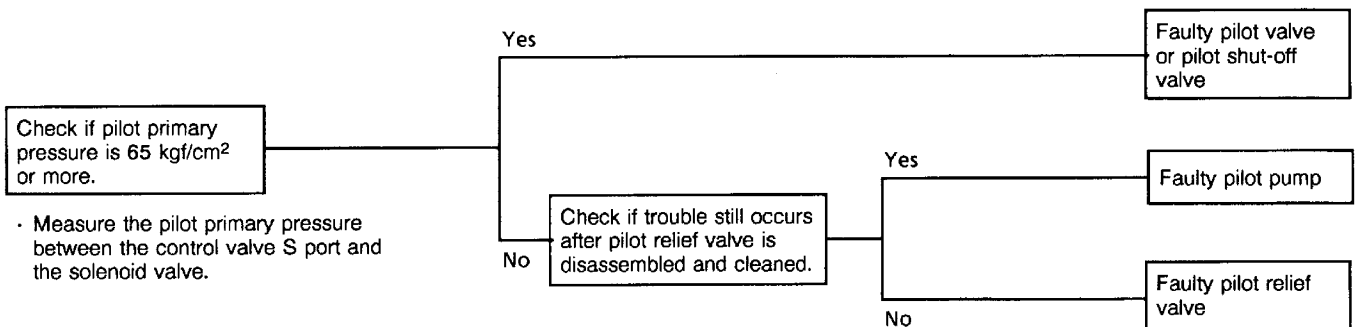 Check if pilot primary
pressure is 65 kgf/cm²
or more.
· Measure the pilot primary pressure
between the control valve S port and
the solenoid valve.
Yes
No
Faulty pilot valve
or pilot shut-off
valve
Check if trouble still occurs
after pilot relief valve is
disassembled and cleaned.
Yes
No
Faulty pilot pump
Faulty pilot relief
valve